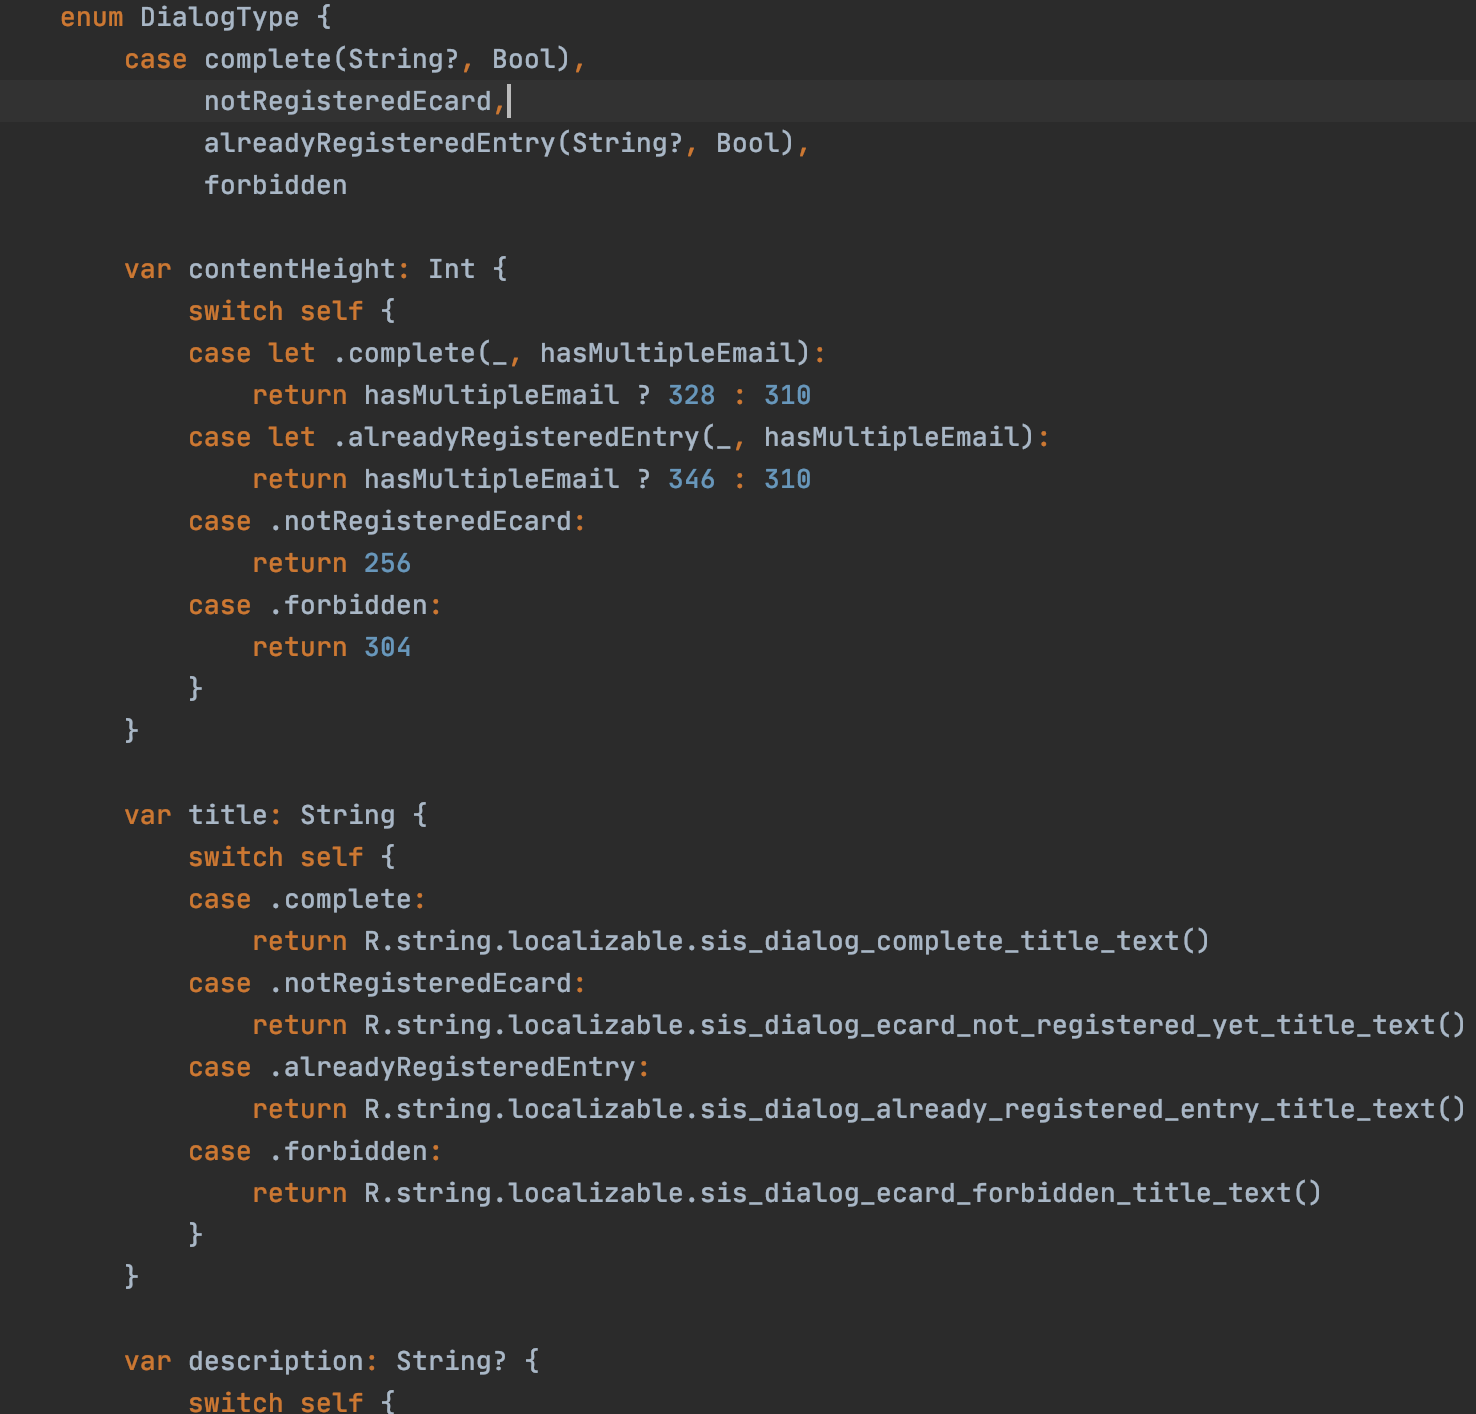 enum DialogType {
    case complete(String?, Bool),
         notRegisteredEcard,
         alreadyRegisteredEntry(String?, Bool),
         forbidden

    var contentHeight: Int {
        switch self {
        case let .complete(_, hasMultipleEmail):
            return hasMultipleEmail ? 328 : 310
        case let .alreadyRegisteredEntry(_, hasMultipleEmail):
            return hasMultipleEmail ? 346 : 310
        case .notRegisteredEcard:
            return 256
        case .forbidden:
            return 304
        }
    }

    var title: String {
        switch self {
        case .complete:
            return R.string.localizable.sis_dialog_complete_title_text()
        case .notRegisteredEcard:
            return R.string.localizable.sis_dialog_ecard_not_registered_yet_title_text()
        case .alreadyRegisteredEntry:
            return R.string.localizable.sis_dialog_already_registered_entry_title_text()
        case .forbidden:
            return R.string.localizable.sis_dialog_ecard_forbidden_title_text()
        }
    }

    var description: String? {
        switch self {